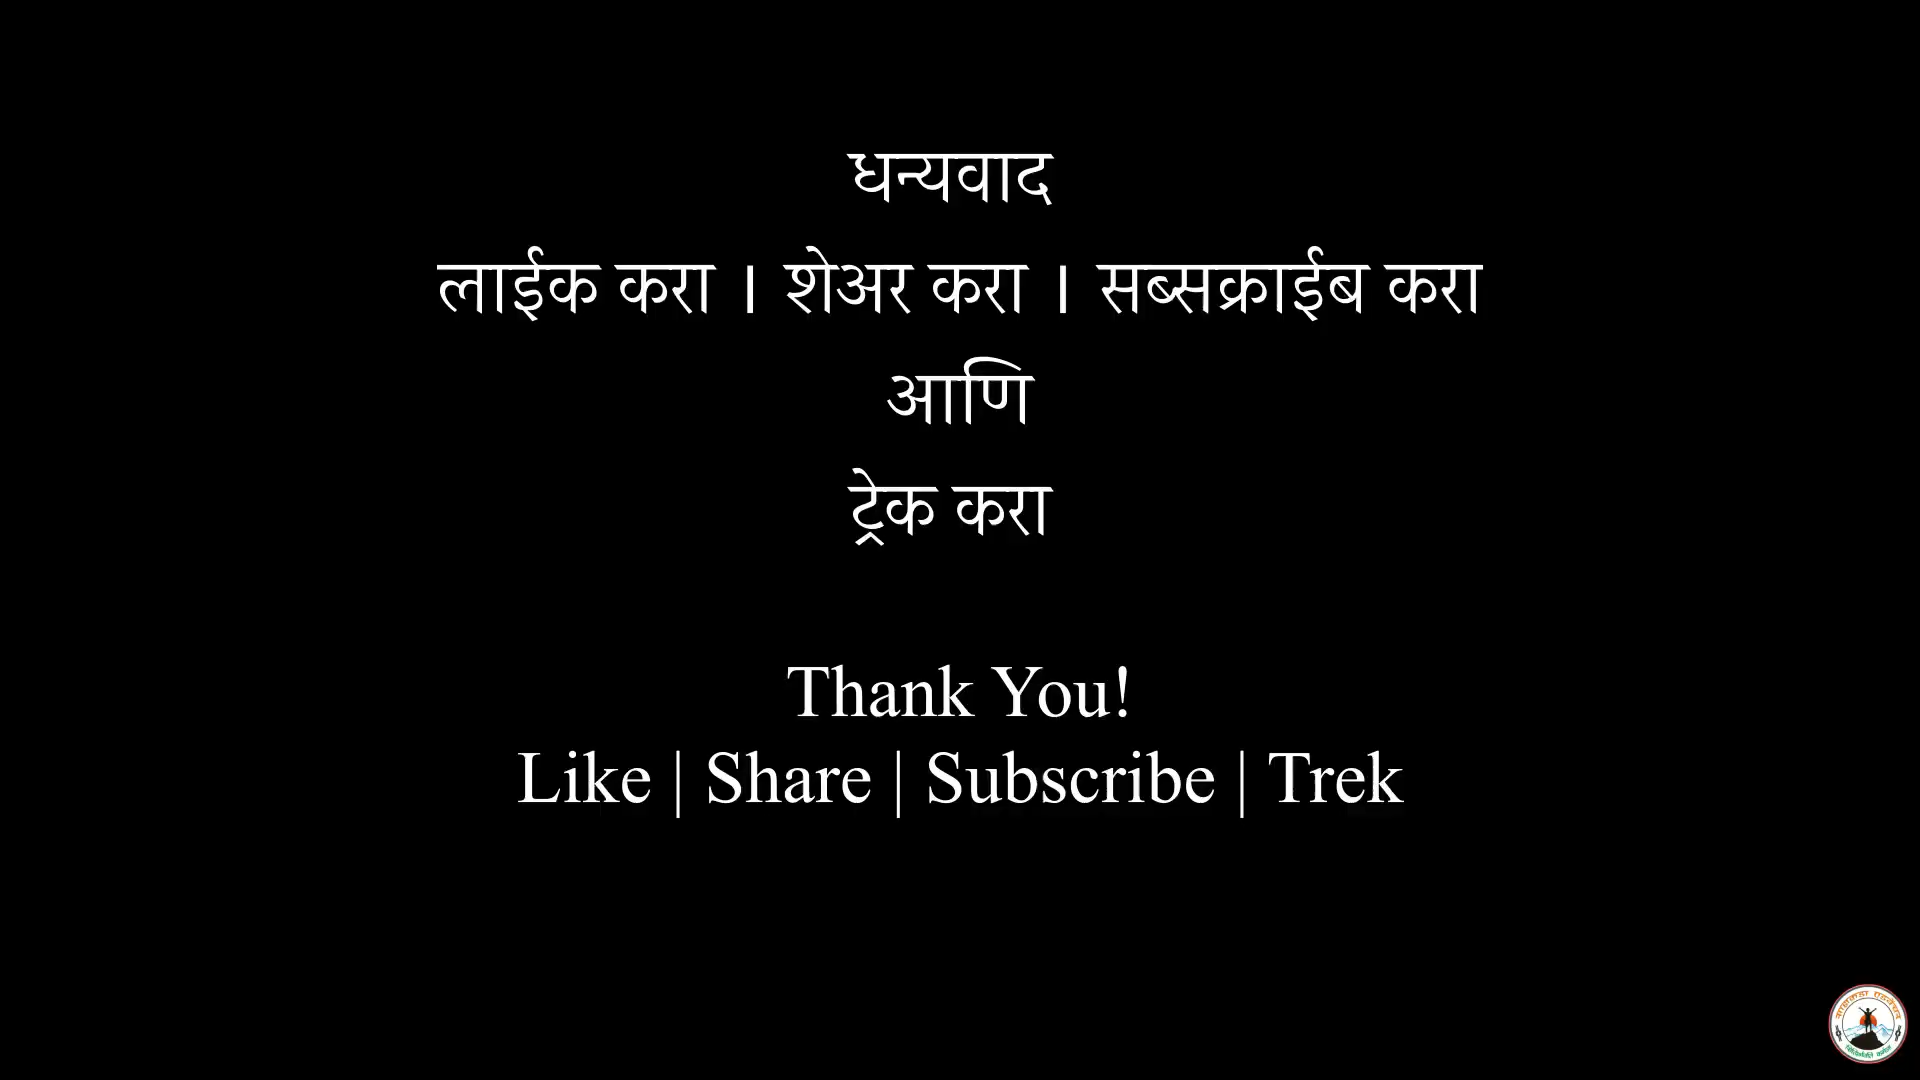 धन्यवाद
लाईक करा । शेअर करा । सब्सक्राईब करा
आणि
ट्रेक करा
Thank You!
Like | Share | Subscribe | Trek